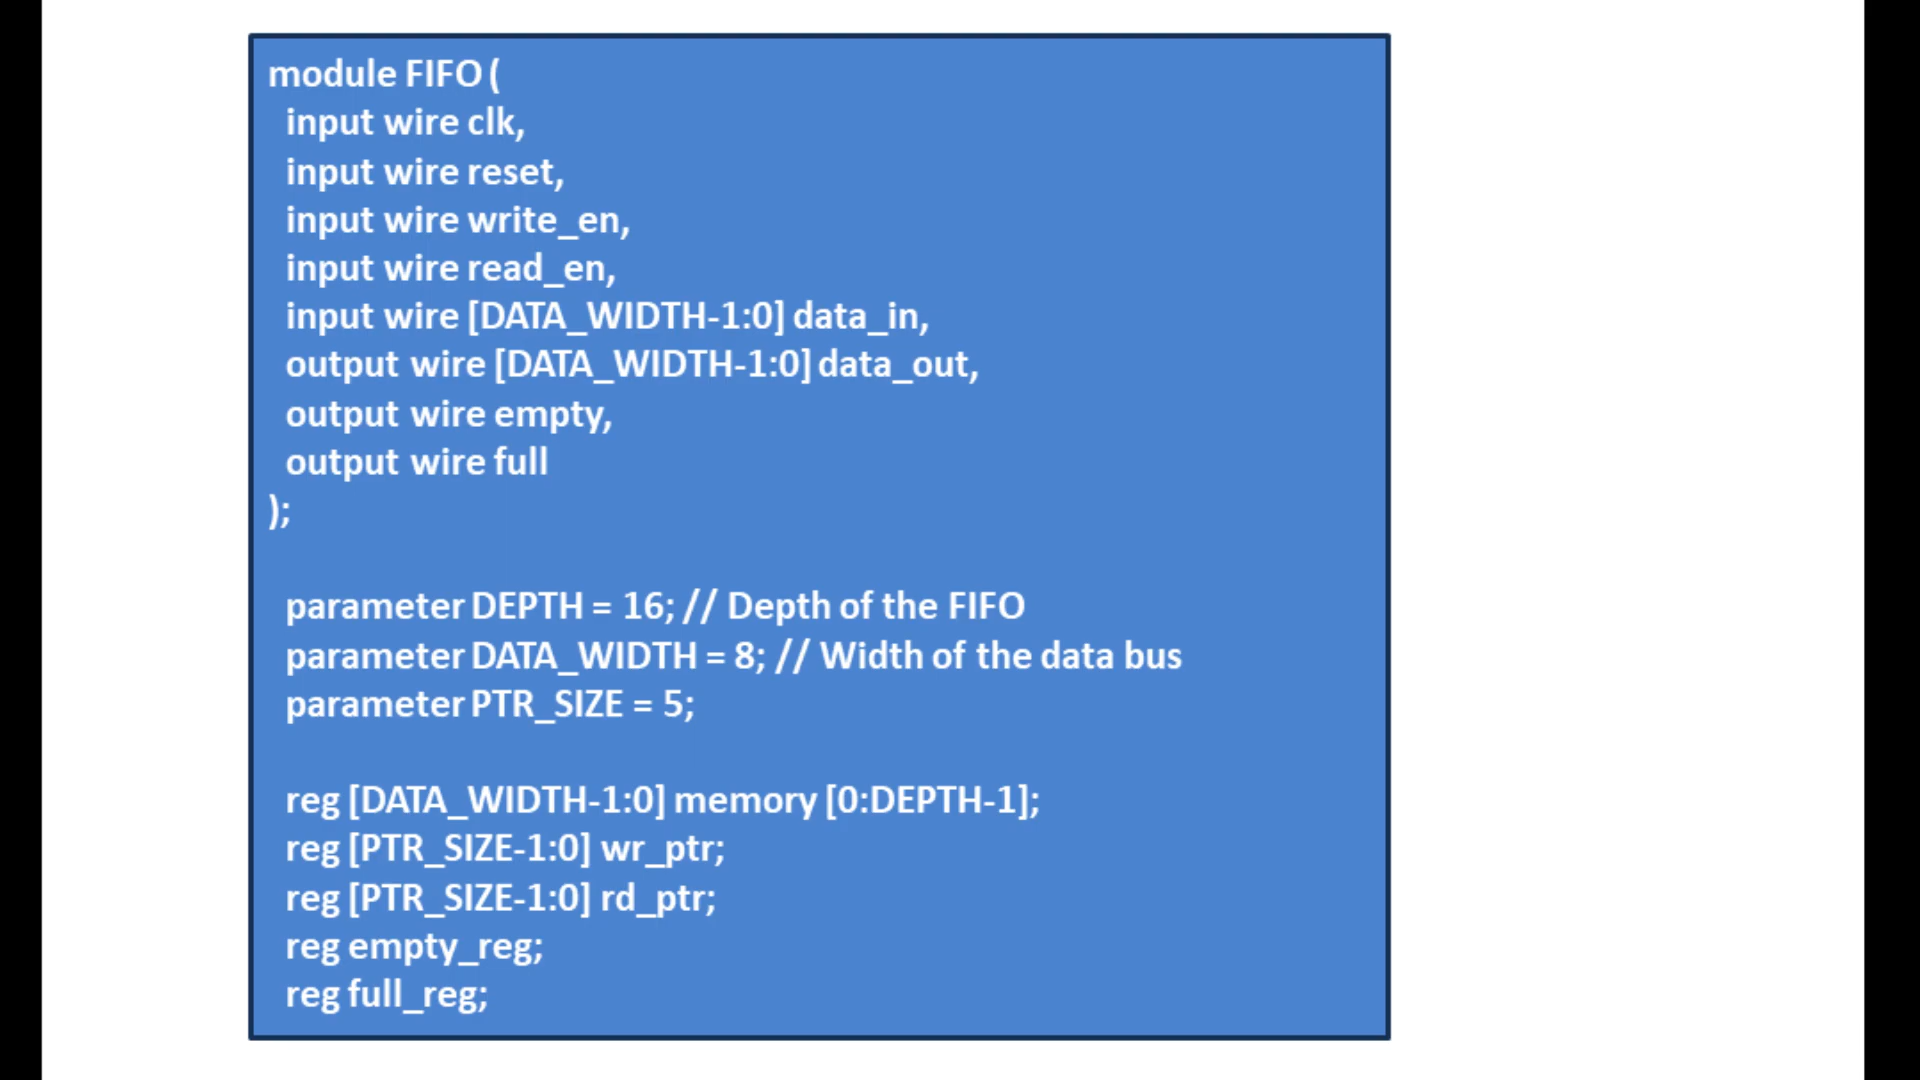 module FIFO (
input wire clk,
input wire reset,
input wire write_en,
input wire read_en,
input wire [DATA_WIDTH-1:0] data_in,
output wire [DATA_WIDTH-1:0] data_out,
output wire empty,
output wire full
);
parameter DEPTH = 16; // Depth of the FIFO
parameter DATA_WIDTH = 8; // Width of the data bus
parameter PTR_SIZE = 5;
reg [DATA_WIDTH-1:0] memory [0:DEPTH-1];
reg [PTR_SIZE-1:0] wr_ptr;
reg [PTR_SIZE-1:0] rd_ptr;
reg empty_reg;
reg full_reg;